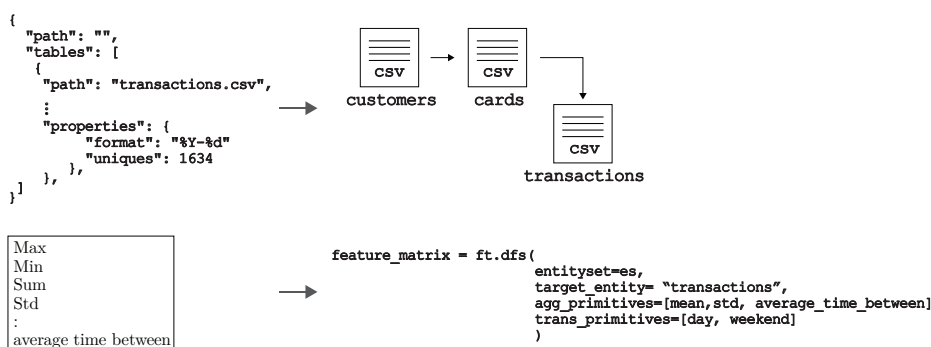 {
"path": "",
"tables": [
{
"path": "transactions.csv",
⋮
"properties": {
"format": "%Y-%d"
"uniques": 1634
},
},
]
}
csv
csv
customers
cards
csv
transactions
Max
Min
Sum
Std
:
average time between
feature_matrix = ft.dfs(
entityset=es,
target_entity= “transactions”,
agg_primitives=[mean,std, average_time_between]
trans_primitives=[day, weekend]
)